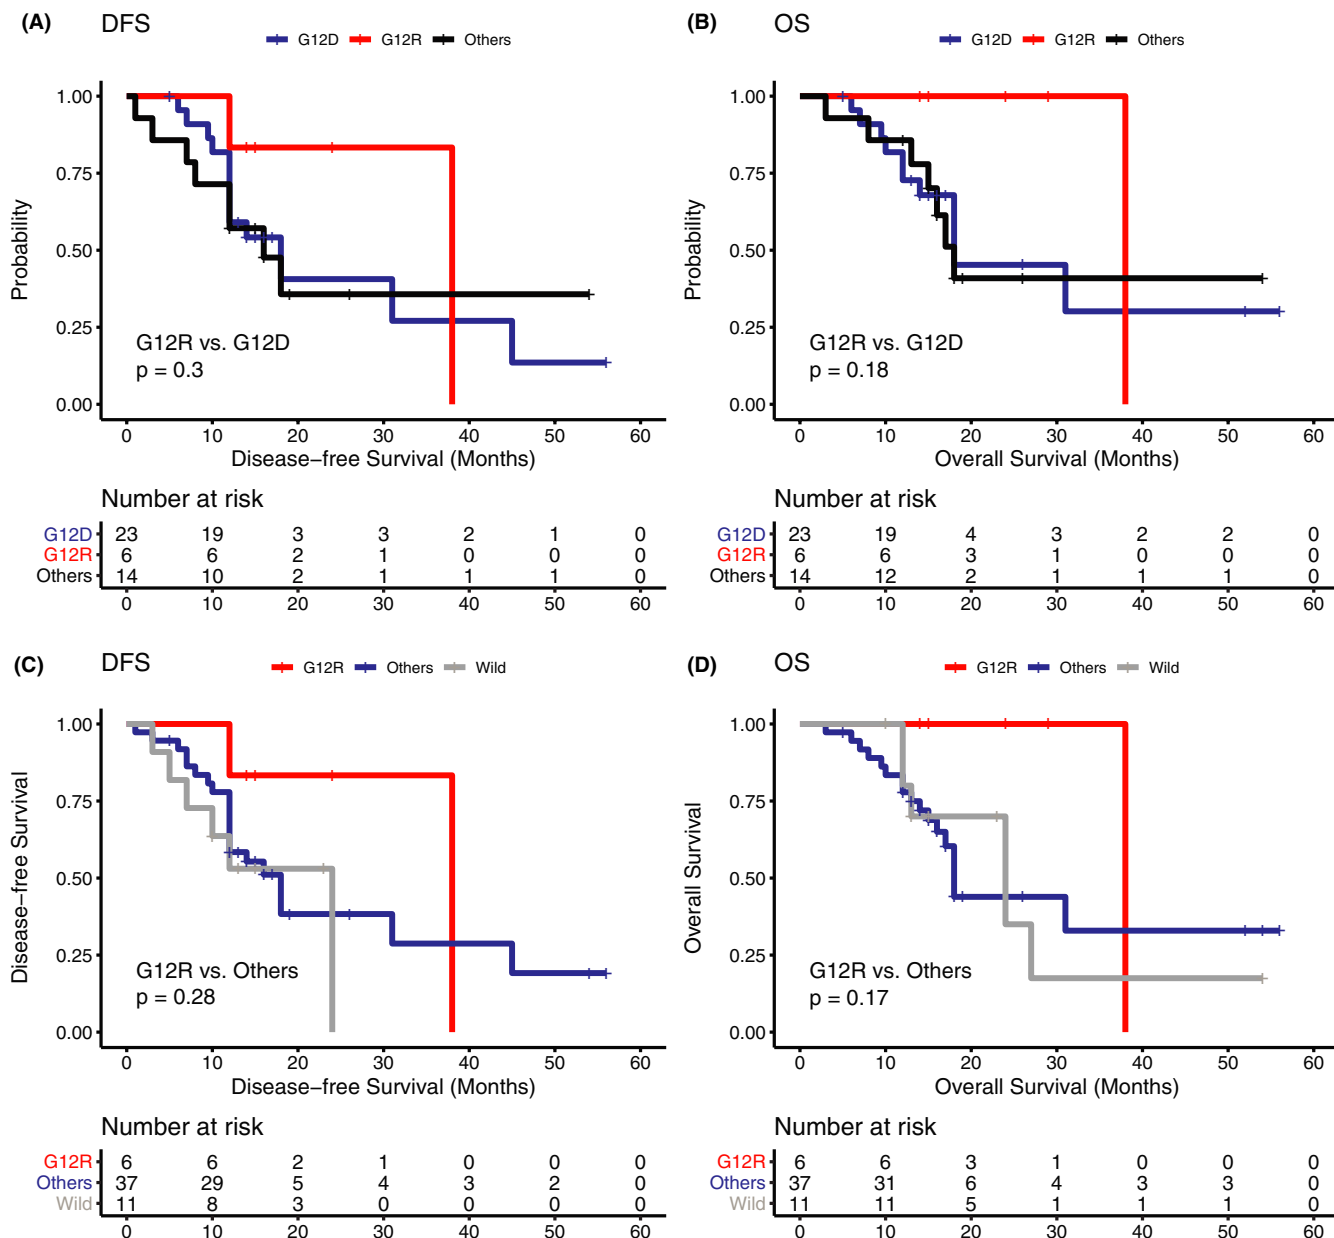 (A) DFS
G12D G12R Others
1.00
0.75
0.50
0.25
0.00
Probability
G12R vs. G12D
p = 0.3
0 10 20 30 40 50 60
Disease−free Survival (Months)
Number at risk
G12D 23 19 3 3 2 1 0
G12R 6 6 2 1 0 0 0
Others 14 10 2 1 1 1 0
0 10 20 30 40 50 60
(B) OS
G12D G12R Others
1.00
0.75
0.50
0.25
0.00
Probability
G12R vs. G12D
p = 0.18
0 10 20 30 40 50 60
Overall Survival (Months)
Number at risk
G12D 23 19 4 3 2 2 0
G12R 6 6 3 1 0 0 0
Others 14 12 2 1 1 1 0
0 10 20 30 40 50 60
(C) DFS
G12R Others Wild
1.00
0.75
0.50
0.25
0.00
Disease−free Survival
G12R vs. Others
p = 0.28
0 10 20 30 40 50 60
Disease−free Survival (Months)
Number at risk
G12R 6 6 2 1 0 0 0
Others 37 29 5 4 3 2 0
Wild 11 8 3 0 0 0 0
0 10 20 30 40 50 60
(D) OS
G12R Others Wild
1.00
0.75
0.50
0.25
0.00
Overall Survival
G12R vs. Others
p = 0.17
0 10 20 30 40 50 60
Overall Survival (Months)
Number at risk
G12R 6 6 3 1 0 0 0
Others 37 31 6 4 3 3 0
Wild 11 11 5 1 1 1 0
0 10 20 30 40 50 60